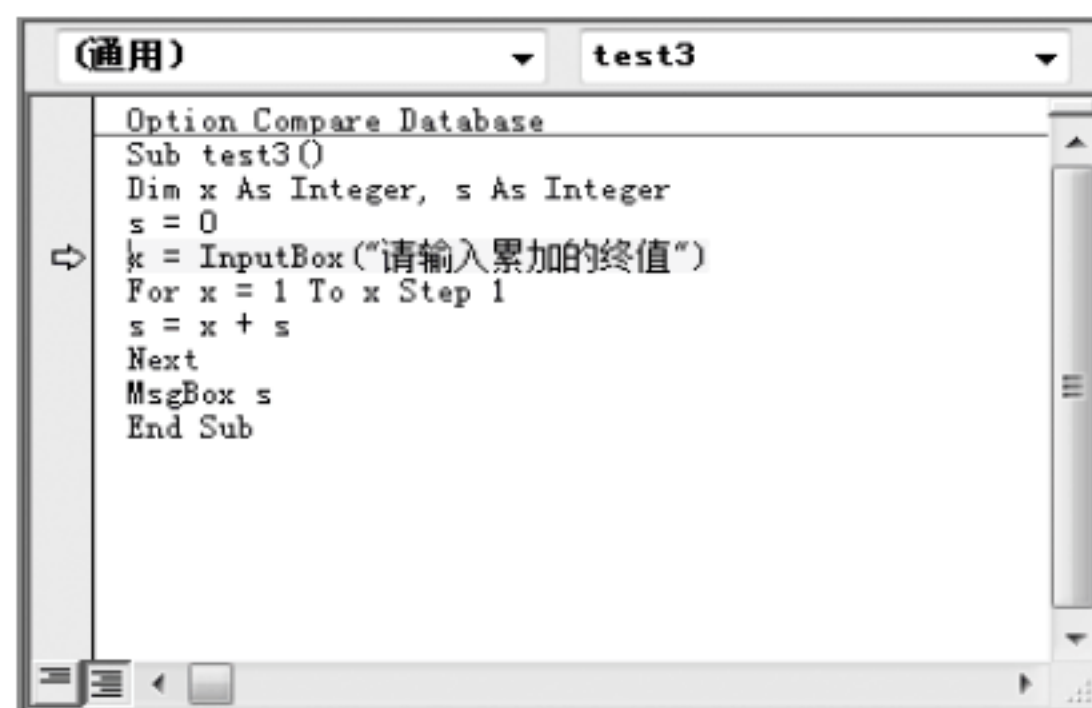 (通用)
test3
Option Compare Database
Sub test3()
Dim x As Integer, s As Integer
s = 0
x = InputBox("请输入累加的终值")
For x = 1 To x Step 1
s = x + s
Next
MsgBox s
End Sub